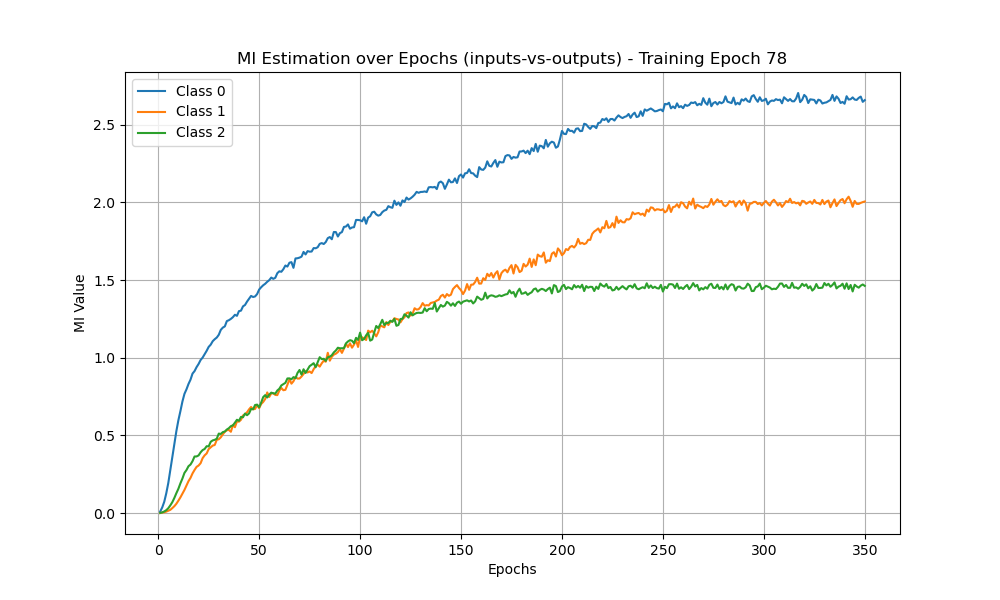 MI Estimation over Epochs (inputs-vs-outputs) - Training Epoch 78
Class 0
Class 1
Class 2
MI Value
2.5
2.0
1.5
1.0
0.5
0.0
0 50 100 150 200 250 300 350
Epochs